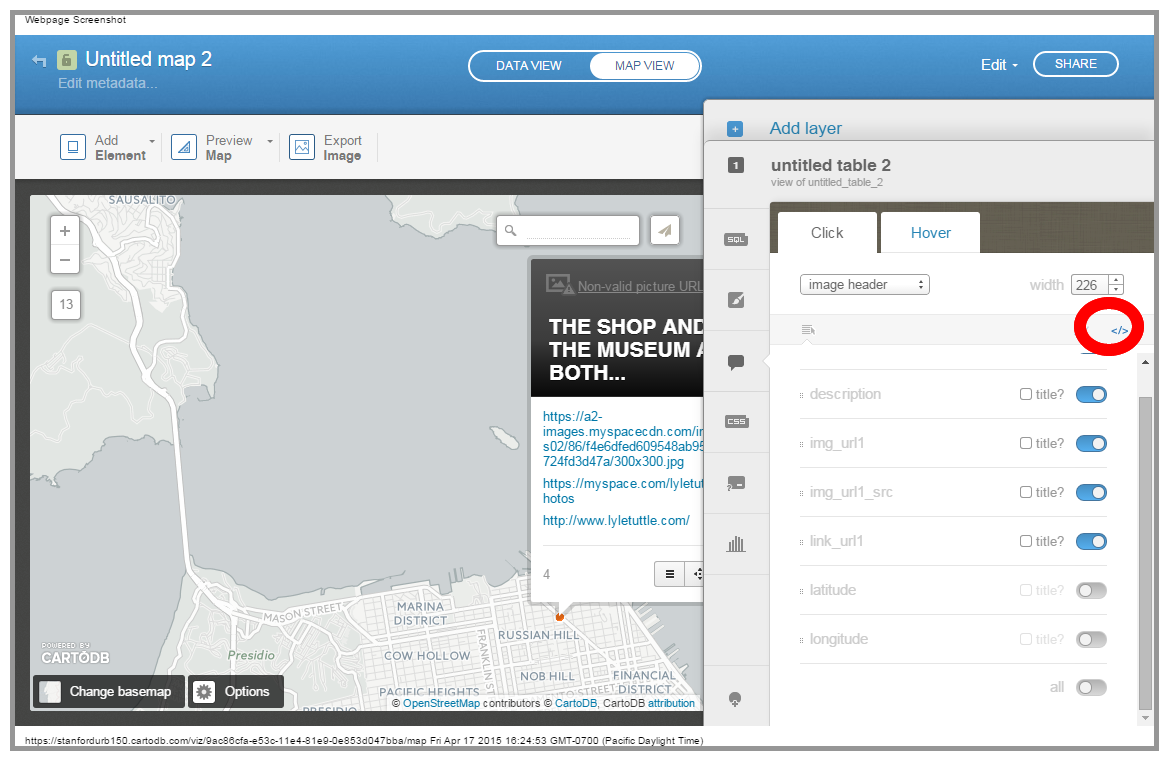 Webpage Screenshot
Untitled map 2
Edit metadata...
DATA VIEW
MAP VIEW
Edit
SHARE
Add
Element
Preview
Map
Export
Image
+ Add layer
1 untitled table 2
view of untitled_table_2
SQL
CSS
Click
Hover
image header
width 226
</>
description title?
img_url1 title?
img_url1_src title?
link_url1 title?
latitude title?
longitude title?
all
+
−
13
SAUSALITO
Non-valid picture URL
THE SHOP AND
THE MUSEUM A
BOTH...
https://a2-
images.myspacecdn.com/im
s02/86/f4e6dfed609548ab95
724fd3d47a/300x300.jpg
https://myspace.com/lyletut
hotos
http://www.lyletuttle.com/
4
MASON STREET
MARINA
DISTRICT
RUSSIAN HILL
FRANKLIN ST
COW HOLLOW
Presidio
NOB HILL
FINANCIAL
DISTRICT
PACIFIC HEIGHTS
STREET
PRESIDIO
POWERED BY
CARTODB
Change basemap
Options
© OpenStreetMap contributors © CartoDB, CartoDB attribution
https://stanfordurb150.cartodb.com/viz/9ac86cfa-e53c-11e4-81e9-0e853d047bba/map Fri Apr 17 2015 16:24:53 GMT-0700 (Pacific Daylight Time)